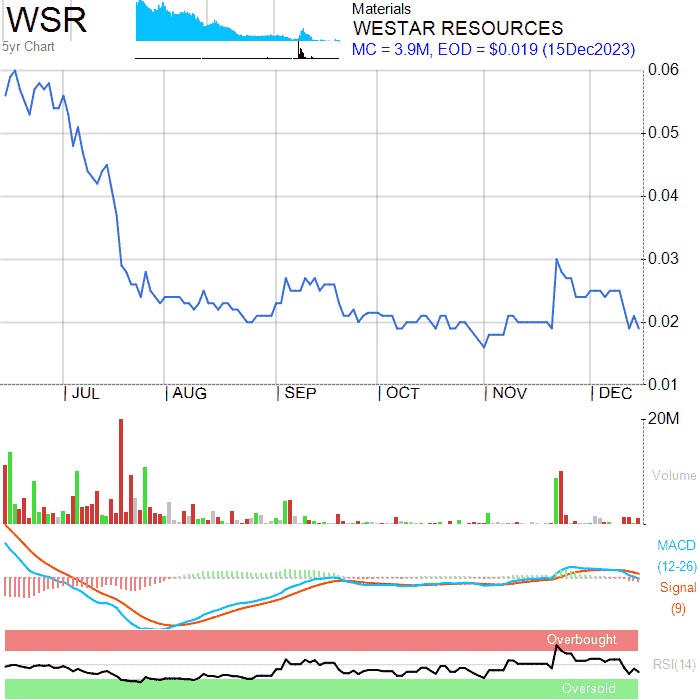 WSR
5yr Chart
Materials
WESTAR RESOURCES
MC = 3.9M, EOD = $0.019 (15Dec2023)
0.06
0.05
0.04
0.03
0.02
0.01
JUL AUG SEP OCT NOV DEC
20M
Volume
MACD
(12-26)
Signal
(9)
Overbought
RSI(14)
Oversold